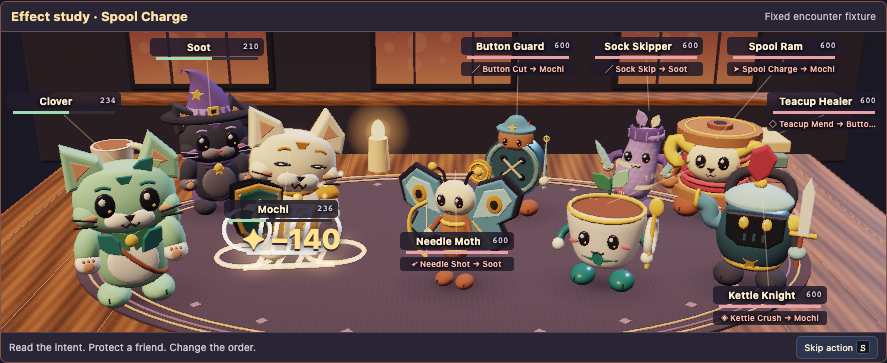 Effect study · Spool Charge
Fixed encounter fixture
Soot 210
Button Guard 600
Button Cut → Mochi
Sock Skipper 600
Sock Skip → Soot
Spool Ram 600
Spool Charge → Mochi
Clover 234
Teacup Healer 600
Teacup Mend → Butto...
Mochi 236
−140
Needle Moth 600
Needle Shot → Soot
Kettle Knight 600
Kettle Crush → Mochi
Read the intent. Protect a friend. Change the order.
Skip action S